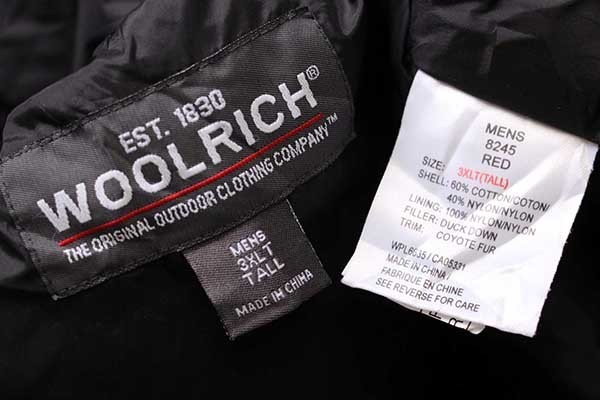 EST. 1830
WOOLRICH®
THE ORIGINAL OUTDOOR CLOTHING COMPANY™
MENS
3XLT
TALL
MADE IN CHINA
MENS
8245
RED
SIZE: 3XLT(TALL)
SHELL: 60% COTTON/COTON/
40% NYLON/NYLON
LINING: 100% NYLON/NYLON
FILLER: DUCK DOWN
TRIM: COYOTE FUR
WPL6635 / CA05331
MADE IN CHINA /
FABRIQUE EN CHINE
SEE REVERSE FOR CARE